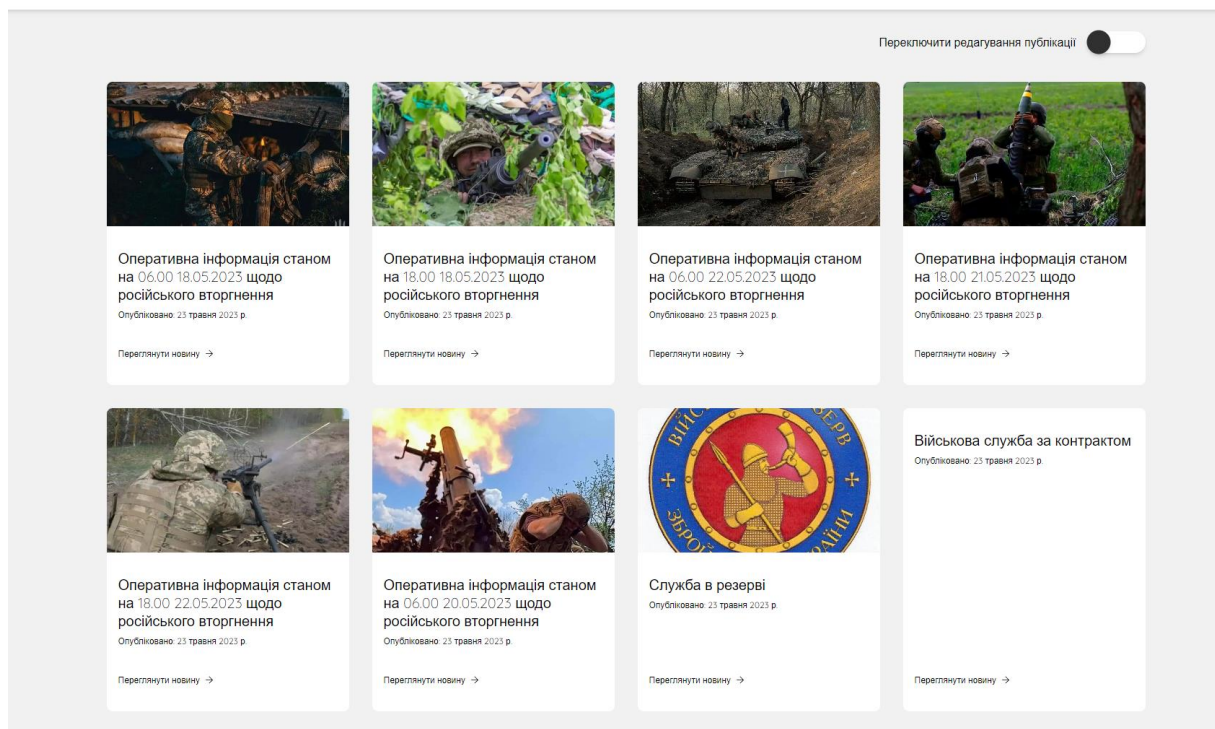 Переключити редагування публікації
Оперативна інформація станом
на 06.00 18.05.2023 щодо
російського вторгнення
Опубліковано: 23 травня 2023 р.
Переглянути новину →
Оперативна інформація станом
на 18.00 18.05.2023 щодо
російського вторгнення
Опубліковано: 23 травня 2023 р.
Переглянути новину →
Оперативна інформація станом
на 06.00 22.05.2023 щодо
російського вторгнення
Опубліковано: 23 травня 2023 р.
Переглянути новину →
Оперативна інформація станом
на 18.00 21.05.2023 щодо
російського вторгнення
Опубліковано: 23 травня 2023 р.
Переглянути новину →
Оперативна інформація станом
на 18.00 22.05.2023 щодо
російського вторгнення
Опубліковано: 23 травня 2023 р.
Переглянути новину →
Оперативна інформація станом
на 06.00 20.05.2023 щодо
російського вторгнення
Опубліковано: 23 травня 2023 р.
Переглянути новину →
Служба в резерві
Опубліковано: 23 травня 2023 р.
Переглянути новину →
Військова служба за контрактом
Опубліковано: 23 травня 2023 р.
Переглянути новину →